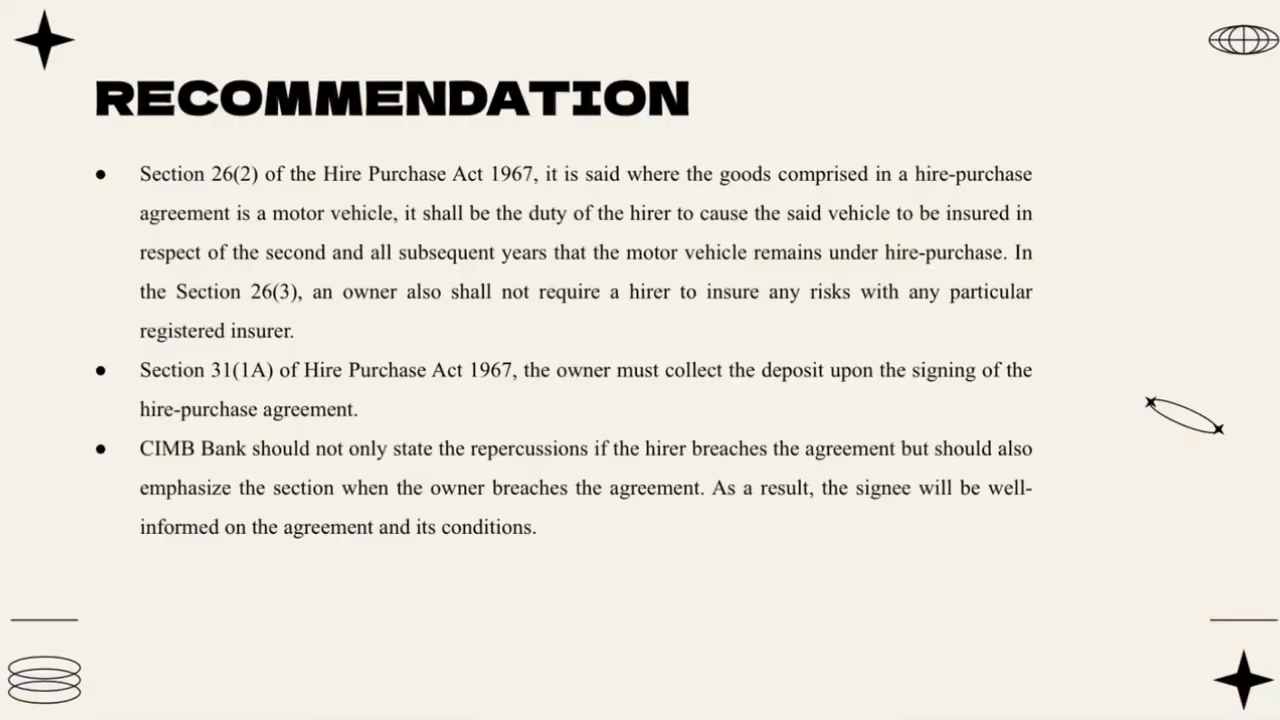 RECOMMENDATION
● Section 26(2) of the Hire Purchase Act 1967, it is said where the goods comprised in a hire-purchase
agreement is a motor vehicle, it shall be the duty of the hirer to cause the said vehicle to be insured in
respect of the second and all subsequent years that the motor vehicle remains under hire-purchase. In
the Section 26(3), an owner also shall not require a hirer to insure any risks with any particular
registered insurer.
● Section 31(1A) of Hire Purchase Act 1967, the owner must collect the deposit upon the signing of the
hire-purchase agreement.
● CIMB Bank should not only state the repercussions if the hirer breaches the agreement but should also
emphasize the section when the owner breaches the agreement. As a result, the signee will be well-
informed on the agreement and its conditions.